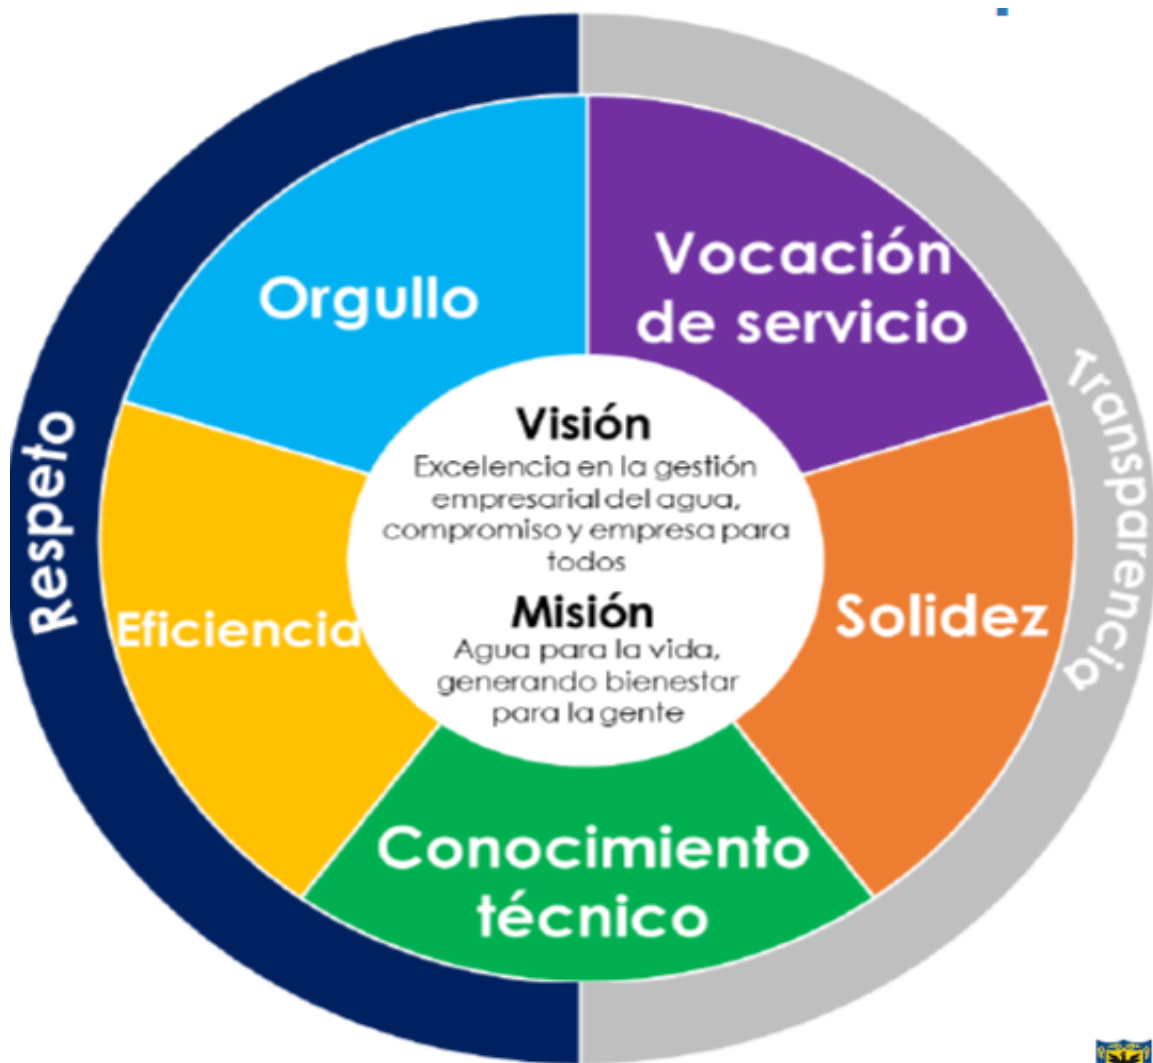 Orgullo
Vocación
de servicio
Respeto
Transparencia
Visión
Excelencia en la gestión
empresarial del agua,
compromiso y empresa para
todos
Misión
Agua para la vida,
generando bienestar
para la gente
Eficiencia
Solidez
Conocimiento
técnico